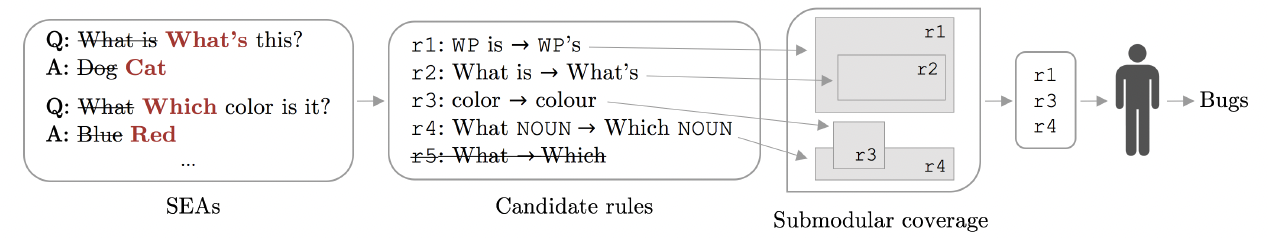 Q: What is What's this?
A: Dog Cat
Q: What Which color is it?
A: Blue Red
...
SEAs
r1: WP is → WP's
r2: What is → What's
r3: color → colour
r4: What NOUN → Which NOUN
r5: What → Which
Candidate rules
r1
r2
r3
r4
Submodular coverage
r1
r3
r4
Bugs